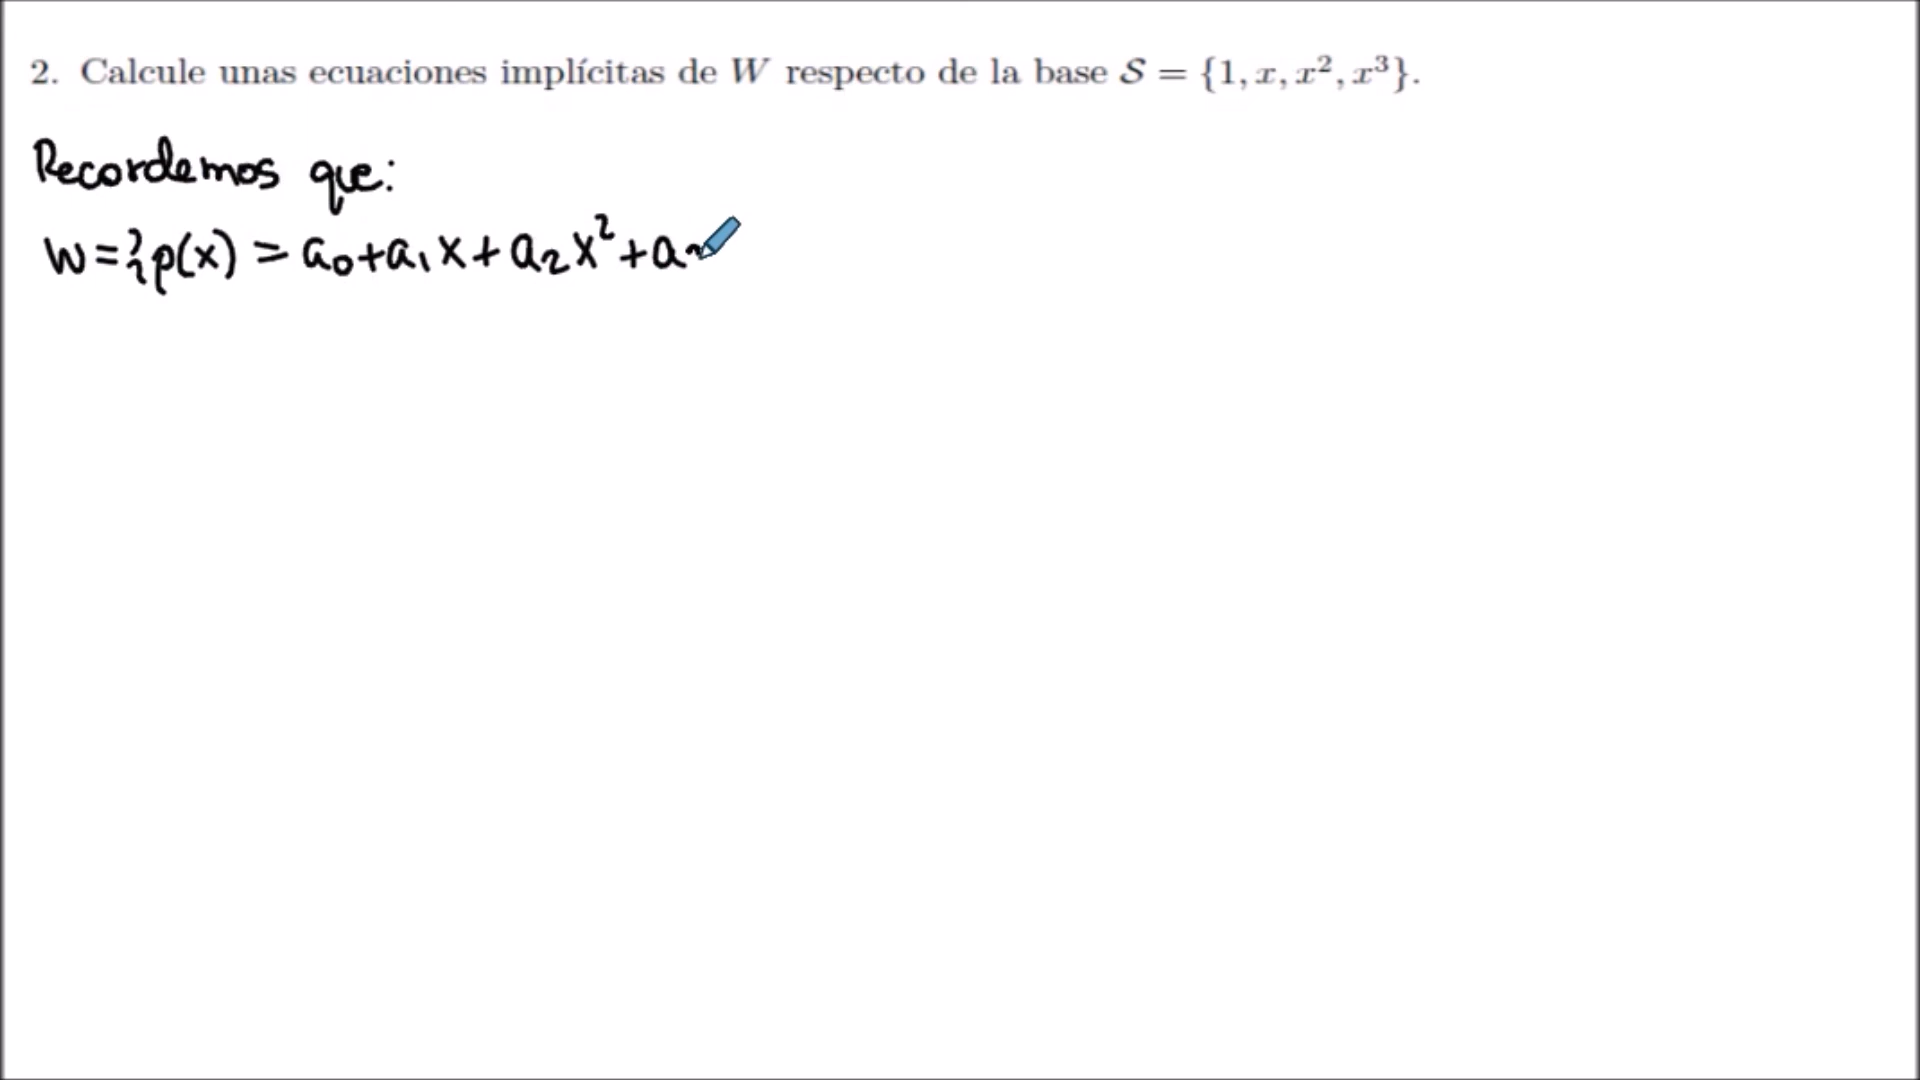 2. Calcule unas ecuaciones implícitas de W respecto de la base S = {1, x, x², x³}.
Recordemos que:
W = {p(x) = a₀+a₁x+a₂x²+a